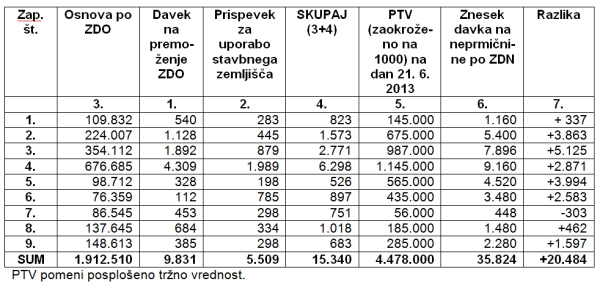 Zap. št. Osnova po ZDO Davek na premo-ženje ZDO Prispevek za uporabo stavbnega zemljišča SKUPAJ (3+4) PTV (zaokrože-no na 1000) na dan 21. 6. 2013 Znesek davka na neprmični-ne po ZDN Razlika
3. 1. 2. 4. 5. 6. 7.
1. 109.832 540 283 823 145.000 1.160 + 337
2. 224.007 1.128 445 1.573 675.000 5.400 +3.863
3. 354.112 1.892 879 2.771 987.000 7.896 +5.125
4. 676.685 4.309 1.989 6.298 1.145.000 9.160 +2.871
5. 98.712 328 198 526 565.000 4.520 +3.994
6. 76.359 112 785 897 435.000 3.480 +2.583
7. 86.545 453 298 751 56.000 448 -303
8. 137.645 684 334 1.018 185.000 1.480 +462
9. 148.613 385 298 683 285.000 2.280 +1.597
SUM 1.912.510 9.831 5.509 15.340 4.478.000 35.824 +20.484
PTV pomeni posplošeno tržno vrednost.